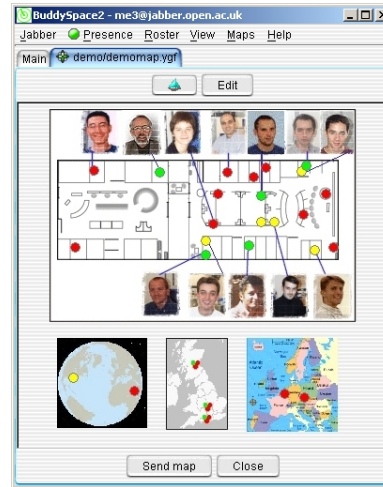 BuddySpace2 - me3@jabber.open.ac.uk
Jabber Presence Roster View Maps Help
Main demo/demomap.ygf
Edit
Send map Close